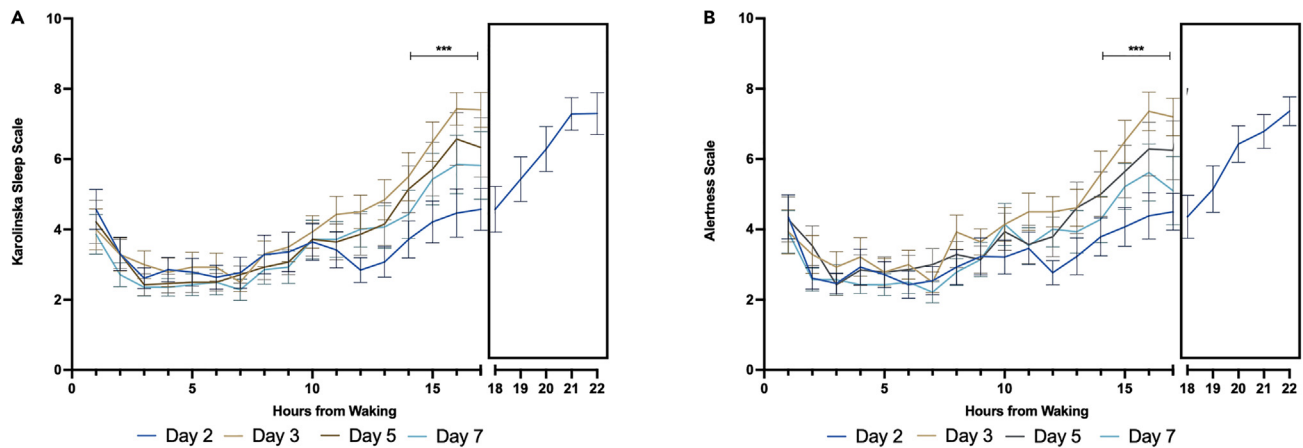 A
Karolinska Sleep Scale
10
8
6
4
2
0
***
0 5 10 15 18 19 20 21 22
Hours from Waking
Day 2 Day 3 Day 5 Day 7
B
Alertness Scale
10
8
6
4
2
0
***
0 5 10 15 18 19 20 21 22
Hours from Waking
Day 2 Day 3 Day 5 Day 7